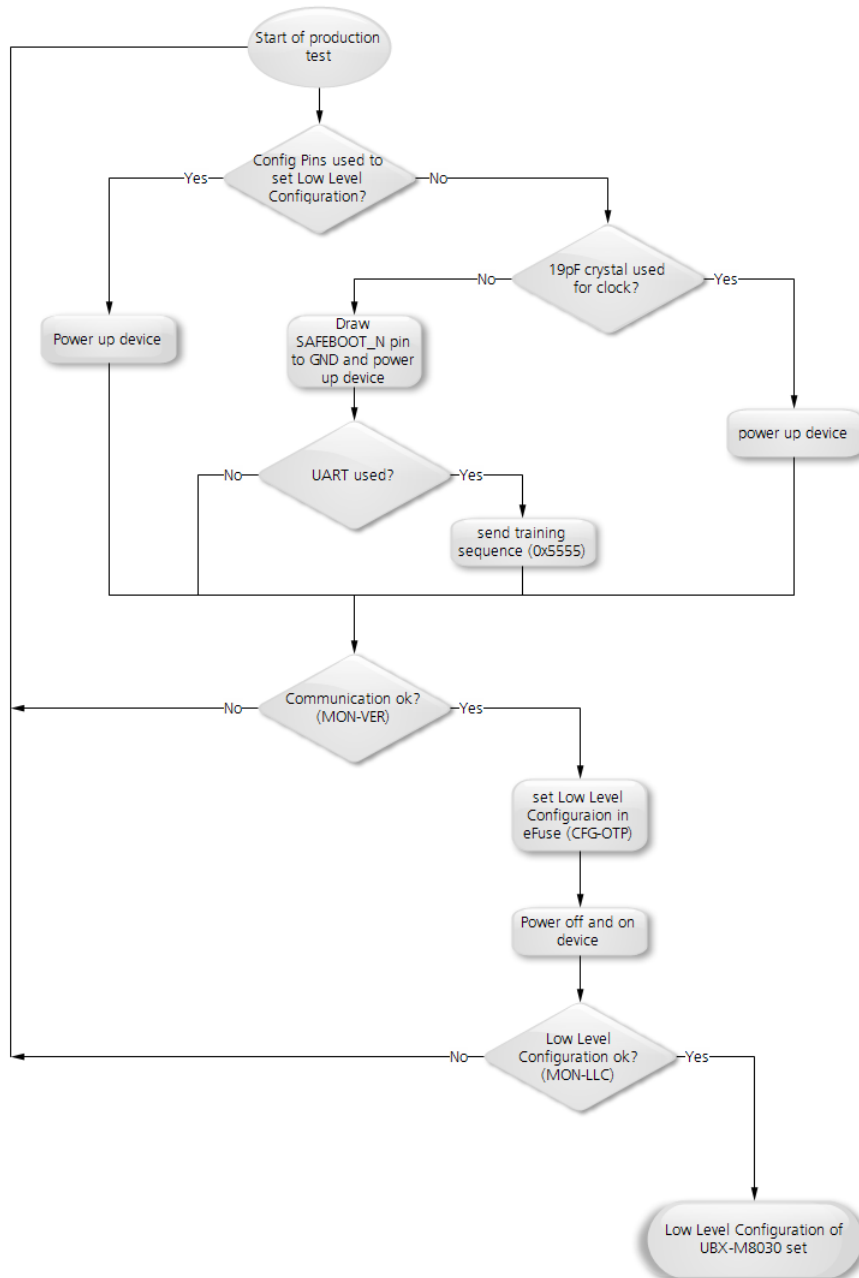 Start of production
test
Config Pins used to
set Low Level
Configuration?
Yes
No
19pF crystal used
for clock?
No
Yes
Power up device
Draw
SAFEBOOT_N pin
to GND and power
up device
power up device
UART used?
No
Yes
send training
sequence (0x5555)
Communication ok?
(MON-VER)
No
Yes
set Low Level
Configuraion in
eFuse (CFG-OTP)
Power off and on
device
Low Level
Configuration ok?
(MON-LLC)
No
Yes
Low Level Configuration of
UBX-M8030 set